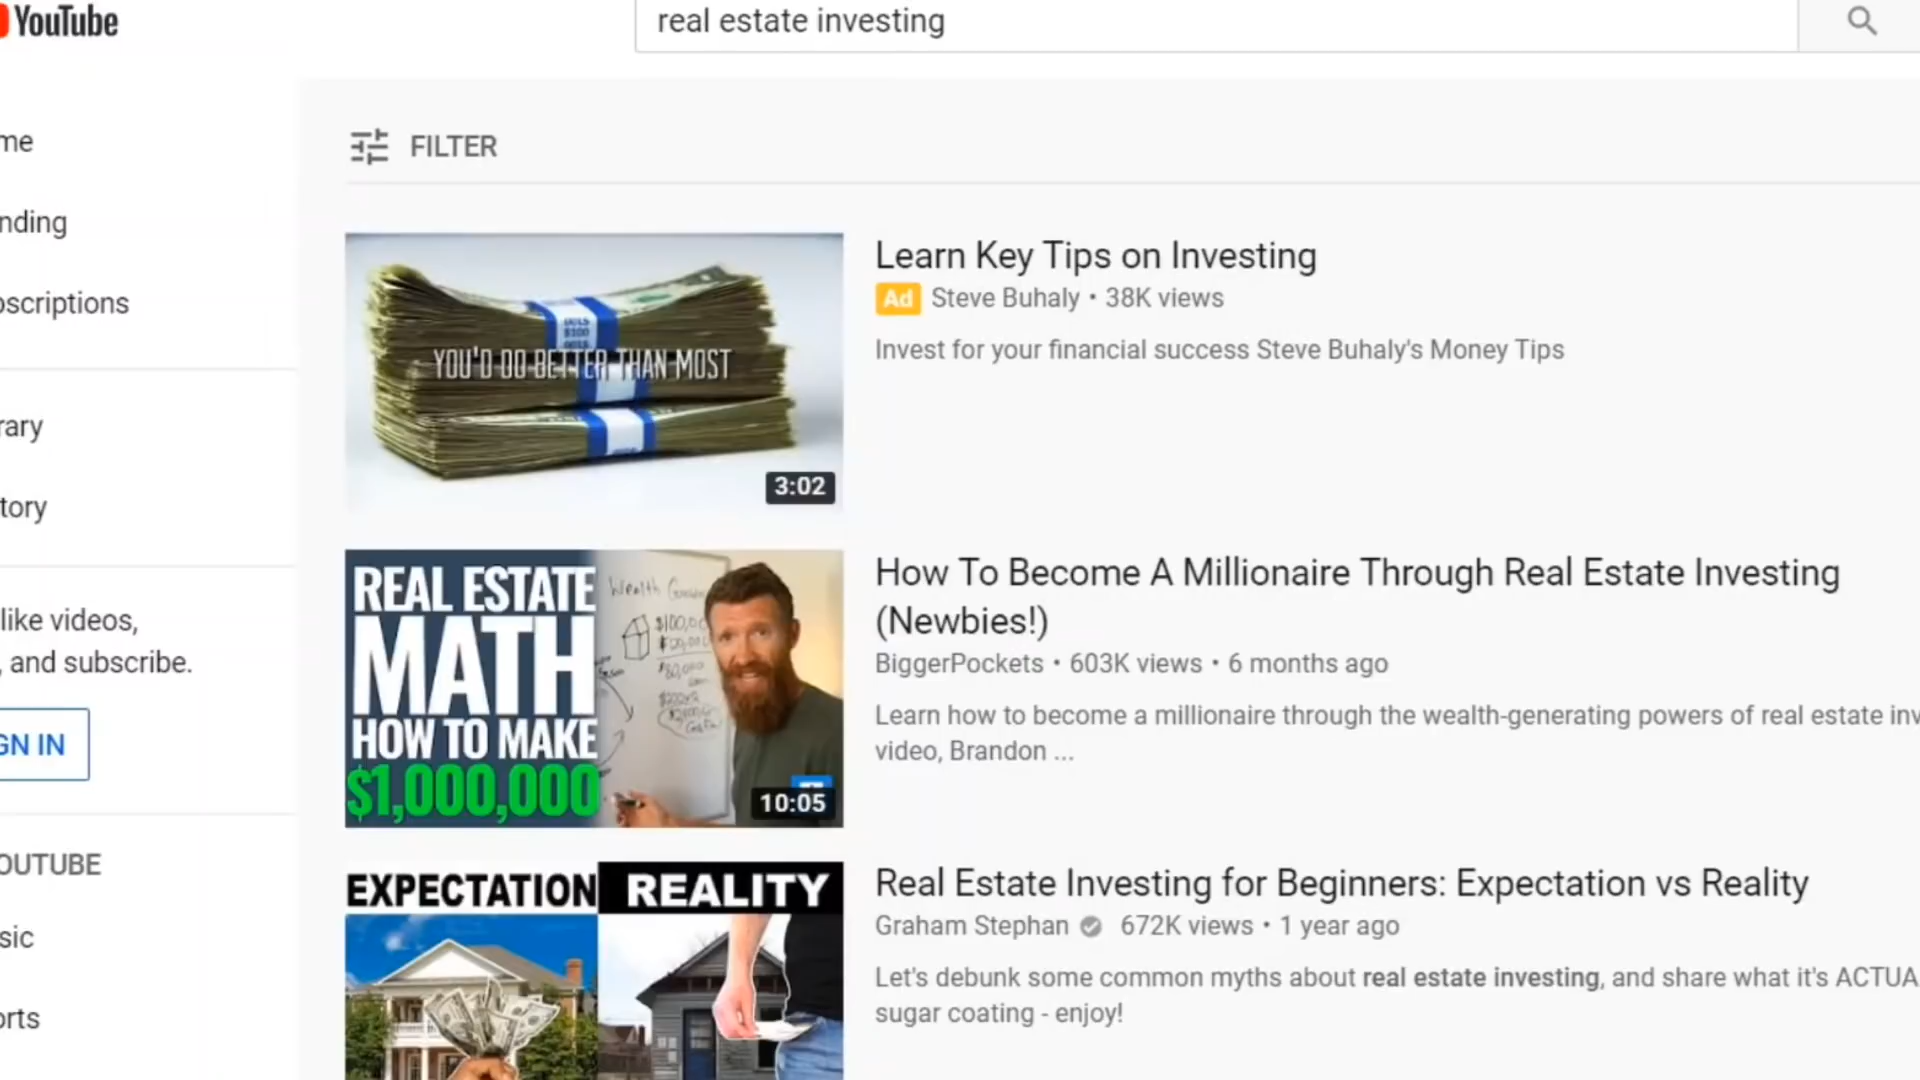 YouTube
real estate investing
me
nding
oscriptions
rary
tory
like videos,
, and subscribe.
GN IN
OUTUBE
sic
orts
FILTER
YOU'D DO BETTER THAN MOST
3:02
Learn Key Tips on Investing
Ad Steve Buhaly • 38K views
Invest for your financial success Steve Buhaly's Money Tips
REAL ESTATE
MATH
HOW TO MAKE
$1,000,000
Wealth
10:05
How To Become A Millionaire Through Real Estate Investing
(Newbies!)
BiggerPockets • 603K views • 6 months ago
Learn how to become a millionaire through the wealth-generating powers of real estate inv
video, Brandon ...
EXPECTATION REALITY
Real Estate Investing for Beginners: Expectation vs Reality
Graham Stephan 672K views • 1 year ago
Let's debunk some common myths about real estate investing, and share what it's ACTUA
sugar coating - enjoy!